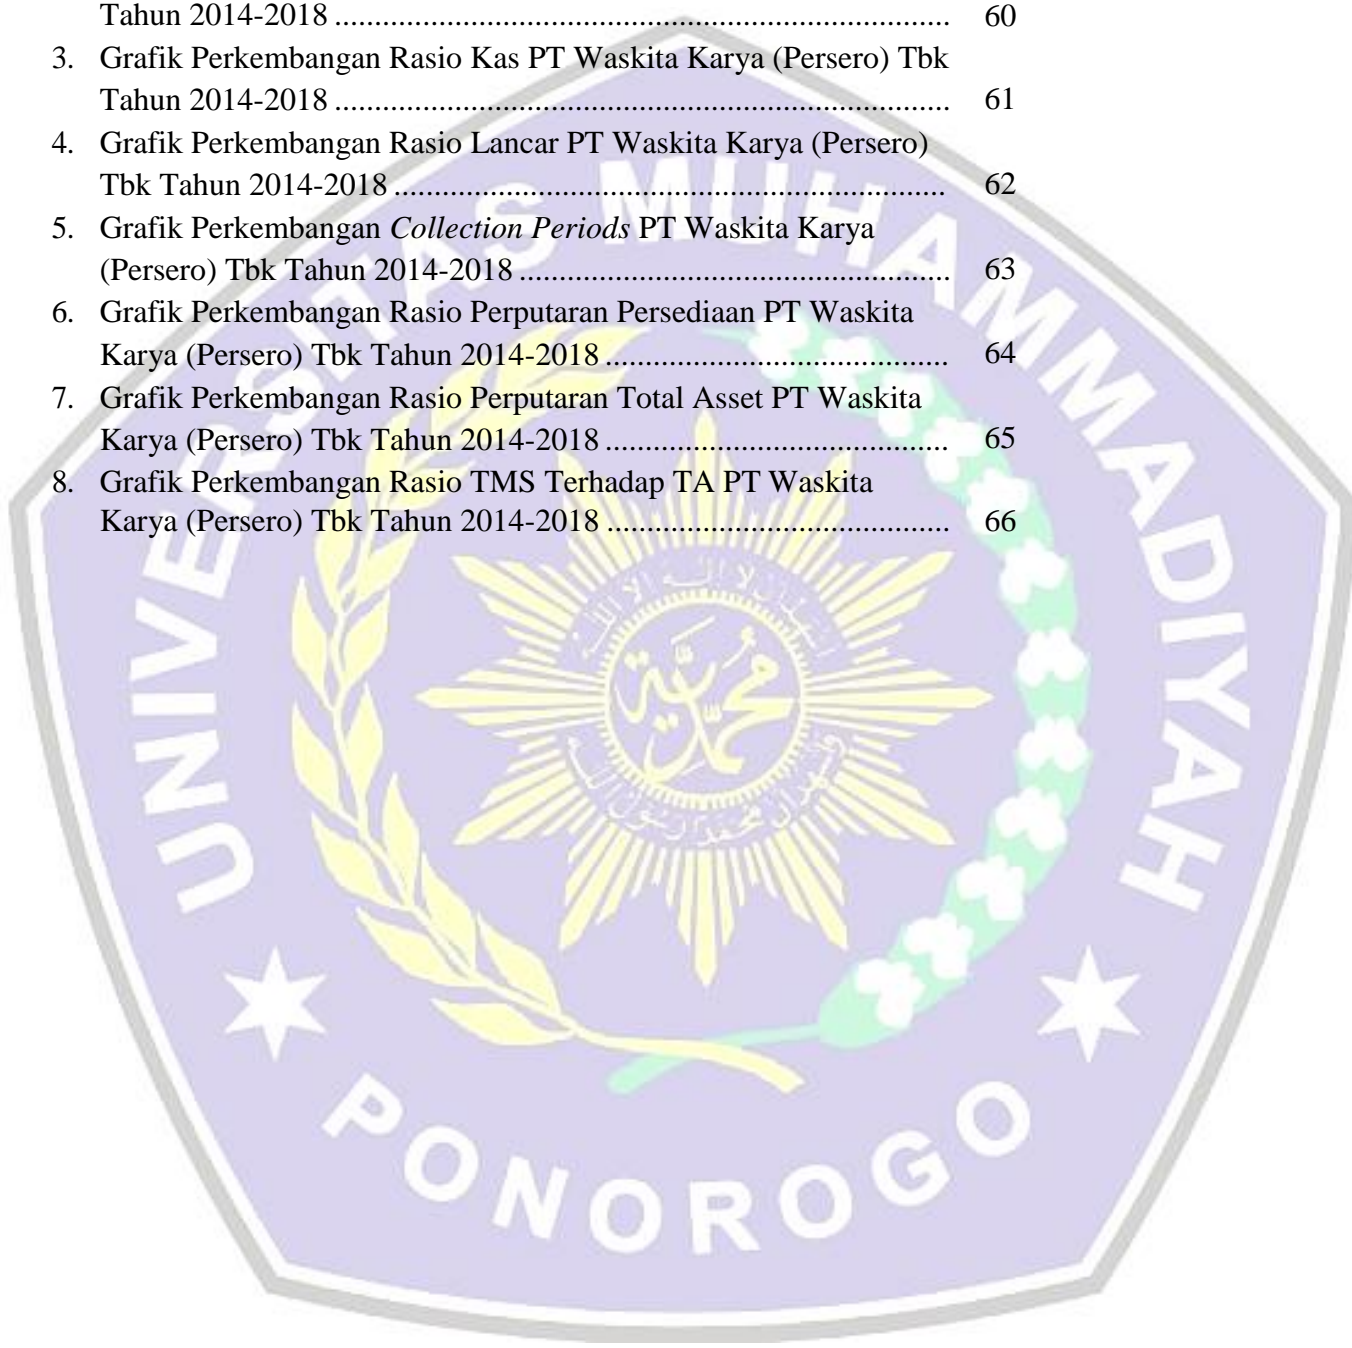 Tahun 2014-2018 ............................................................................. 60
3. Grafik Perkembangan Rasio Kas PT Waskita Karya (Persero) Tbk
Tahun 2014-2018 ............................................................................. 61
4. Grafik Perkembangan Rasio Lancar PT Waskita Karya (Persero)
Tbk Tahun 2014-2018 ..................................................................... 62
5. Grafik Perkembangan Collection Periods PT Waskita Karya
(Persero) Tbk Tahun 2014-2018 ...................................................... 63
6. Grafik Perkembangan Rasio Perputaran Persediaan PT Waskita
Karya (Persero) Tbk Tahun 2014-2018 ........................................... 64
7. Grafik Perkembangan Rasio Perputaran Total Asset PT Waskita
Karya (Persero) Tbk Tahun 2014-2018 ........................................... 65
8. Grafik Perkembangan Rasio TMS Terhadap TA PT Waskita
Karya (Persero) Tbk Tahun 2014-2018 ........................................... 66
UNIVERSITAS MUHAMMADIYAH
محمدية
PONOROGO